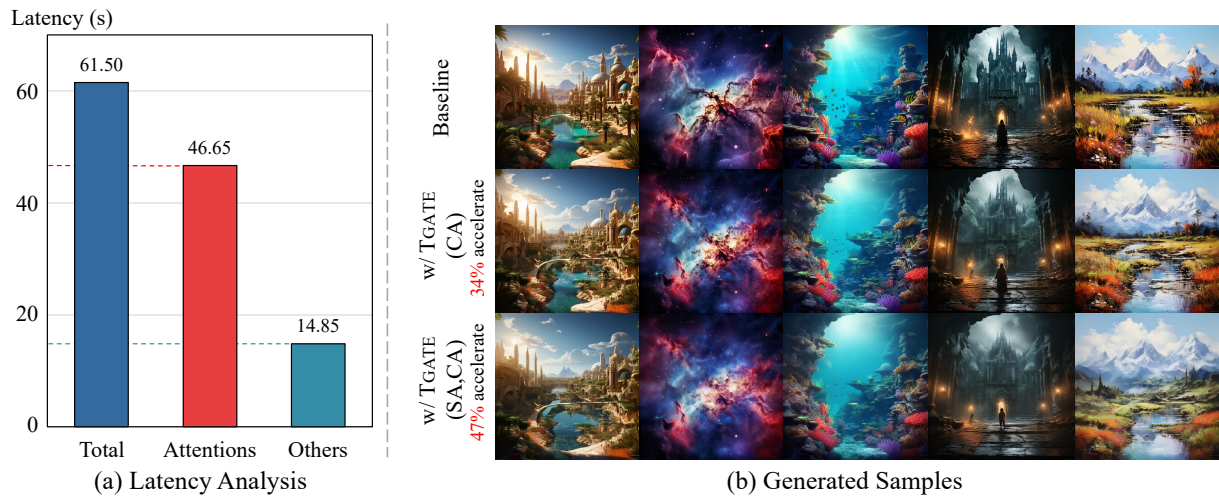 Latency (s)
61.50
60
46.65
40
20
14.85
0
Total
Attentions
Others
(a) Latency Analysis
Baseline
w/ TGATE
(CA)
34% accelerate
w/ TGATE
(SA,CA)
47% accelerate
(b) Generated Samples